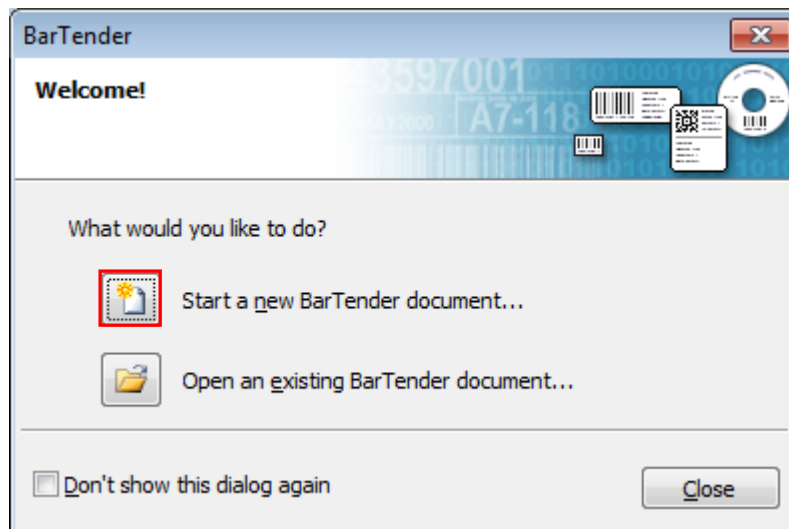 BarTender
Welcome!
3597001
A7-118
What would you like to do?
Start a new BarTender document...
Open an existing BarTender document...
Don't show this dialog again
Close